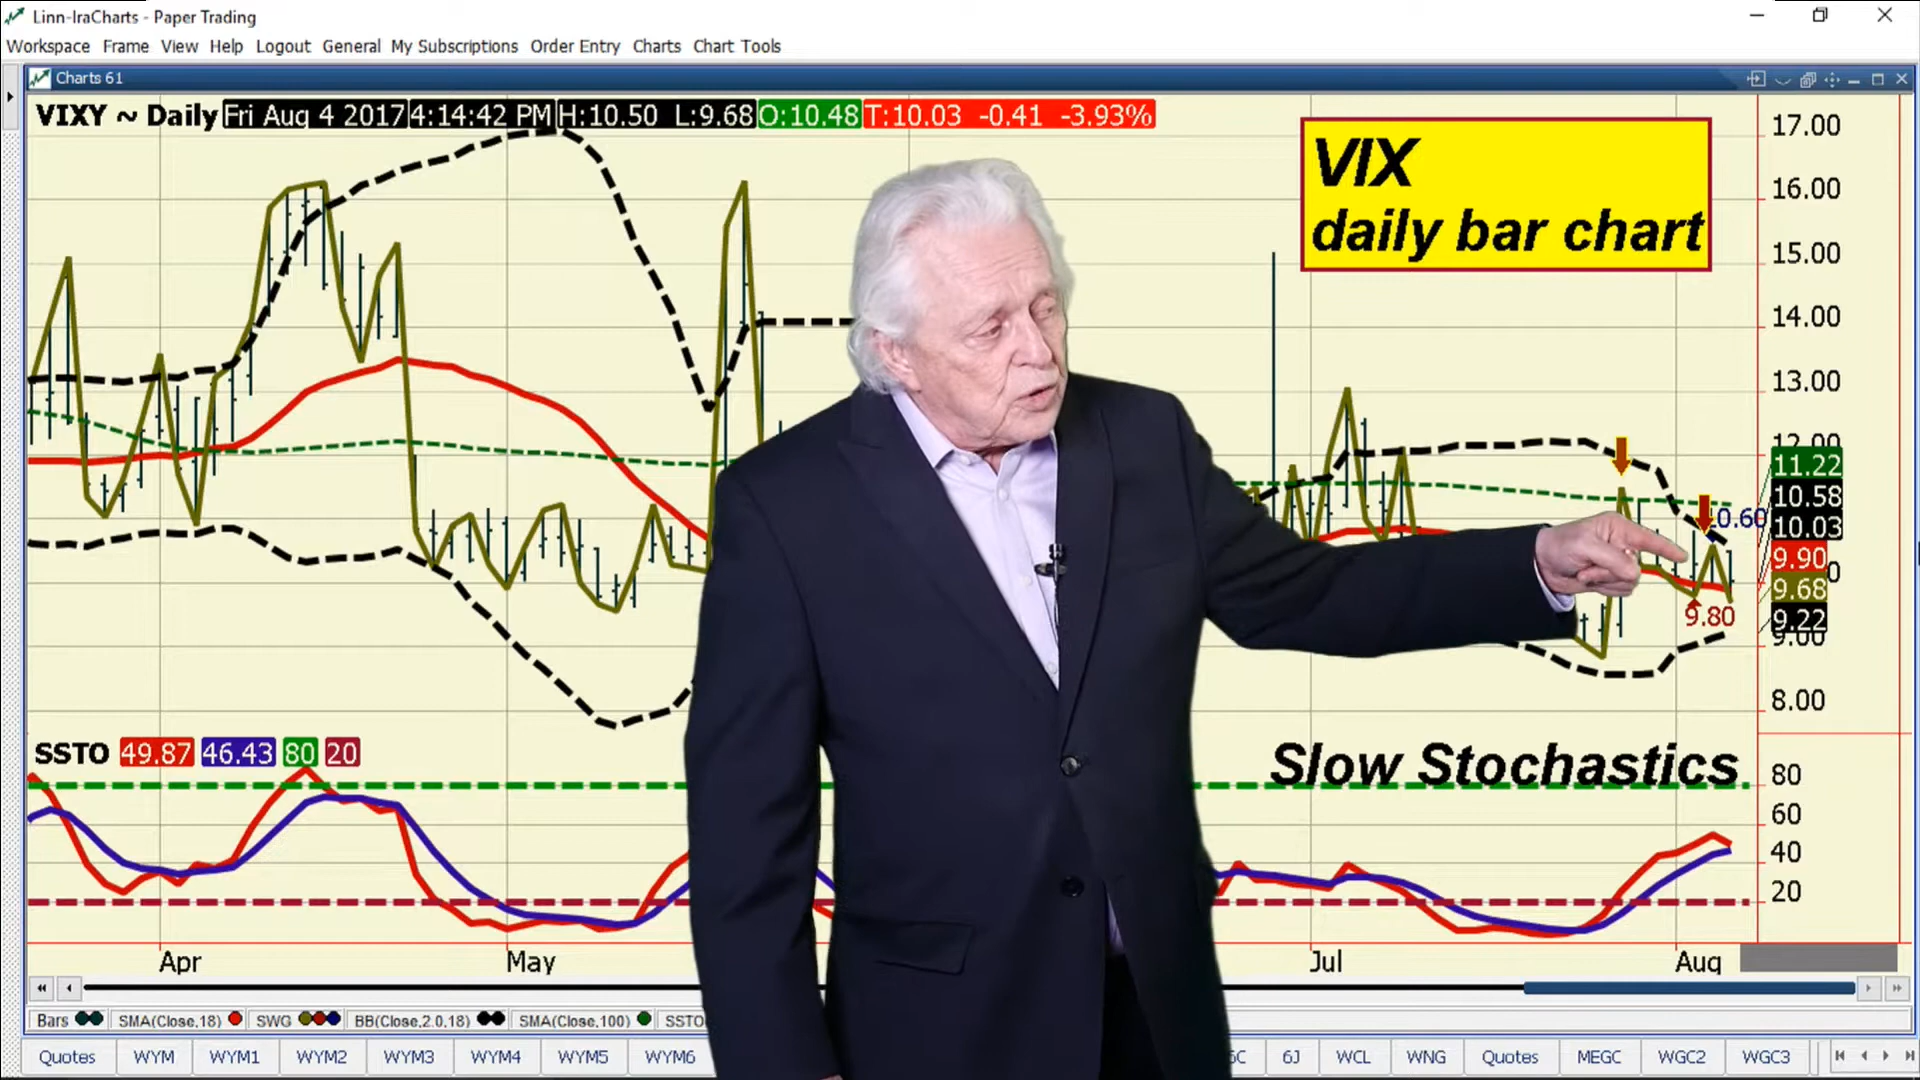 Linn-IraCharts - Paper Trading
Workspace Frame View Help Logout General My Subscriptions Order Entry Charts Chart Tools
Charts 61
VIXY ~ Daily Fri Aug 4 2017 4:14:42 PM H:10.50 L:9.68 O:10.48 T:10.03 -0.41 -3.93%
VIX
daily bar chart
17.00
16.00
15.00
14.00
13.00
12.00
11.22
10.58
10.03
9.90
9.68
9.22
9.00
8.00
9.80
SSTO 49.87 46.43 80 20
Slow Stochastics
80
60
40
20
Apr May Jul Aug
Bars SMA(Close,18) SWG BB(Close,2.0,18) SMA(Close,100) SSTO
Quotes WYM WYM1 WYM2 WYM3 WYM4 WYM5 WYM6 6J WCL WNG Quotes MEGC WGC2 WGC3